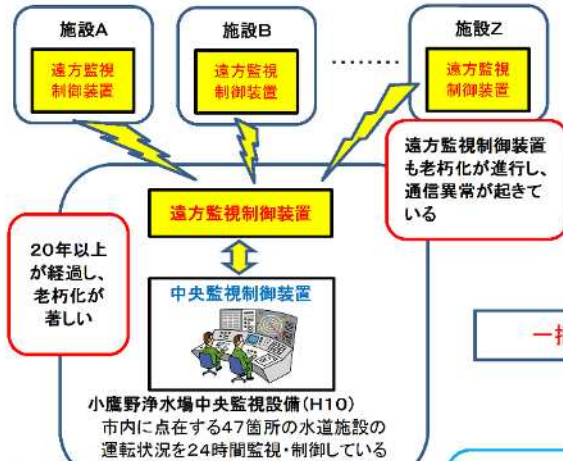 施設A
遠方監視
制御装置
施設B
遠方監視
制御装置
施設Z
遠方監視
制御装置
遠方監視制御装置
も老朽化が進行し、
通信異常が起きて
いる
遠方監視制御装置
20年以上
が経過し、
老朽化が
著しい
中央監視制御装置
一括
小鷹野浄水場中央監視設備(H10)
市内に点在する47箇所の水道施設の
運転状況を24時間監視・制御している